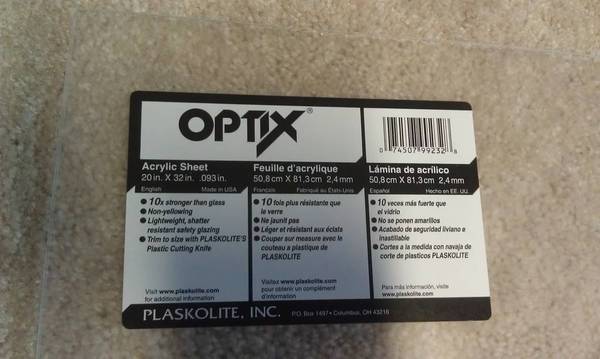 OPTIX®
0 74507 99232 8
Acrylic Sheet
20 in. X 32 in. .093 in.
English Made in USA
● 10x stronger than glass
● Non-yellowing
● Lightweight, shatter
resistant safety glazing
● Trim to size with PLASKOLITE'S
Plastic Cutting Knife
Visit www.plaskolite.com
for additional information
Feuille d'acrylique
50,8 cm X 81,3 cm 2,4 mm
Français Fabriqué au États-Unis
● 10 fois plus résistante que
le verre
● Ne jaunit pas
● Léger et résistant aux éclats
● Couper sur measure avec le
couteau a plastique de
PLASKOLITE
Visitez www.plaskolite.com
pour obtenir un complément
d'information
Lámina de acrílico
50,8 cm X 81,3 cm 2,4 mm
Español Hecho en EE. UU.
● 10 veces más fuerte que
el vidrio
● No se ponen amarillos
● Acabado de seguridad liviano e
inastillable
● Cortes a la medida con navaja de
corte de plasticos PLASKOLITE
Para más información, visite
www.plaskolite.com
PLASKOLITE, INC. P.O. Box 1497 • Columbus, OH 43216